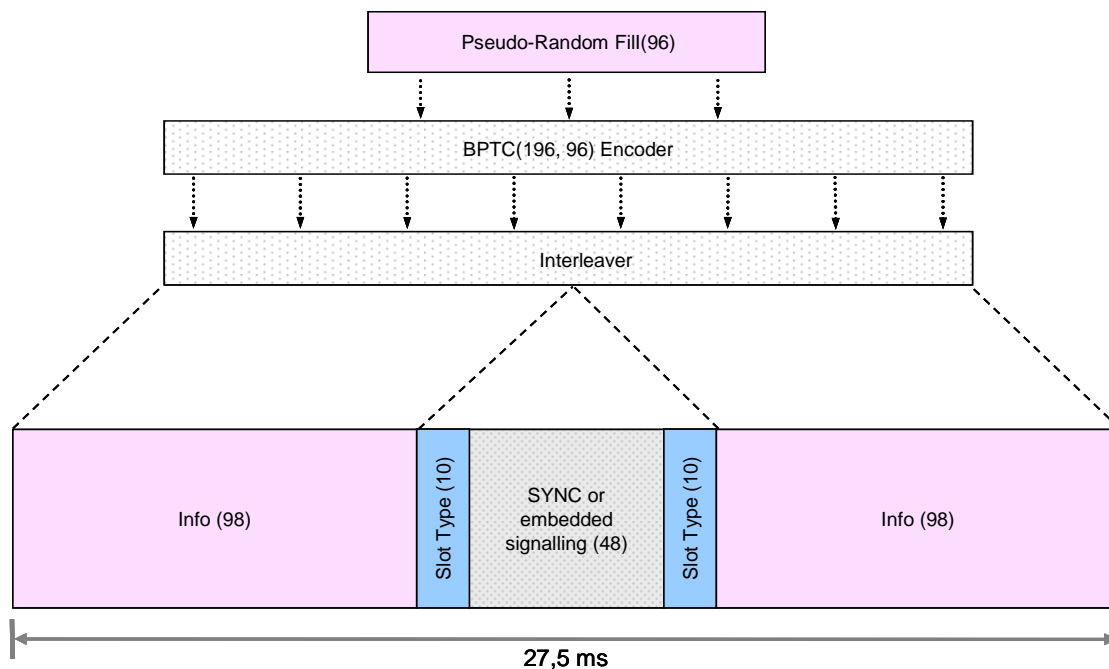 Pseudo-Random Fill(96)
BPTC(196, 96) Encoder
Interleaver
Info (98)
Slot Type (10)
SYNC or
embedded
signalling (48)
Slot Type (10)
Info (98)
27,5 ms